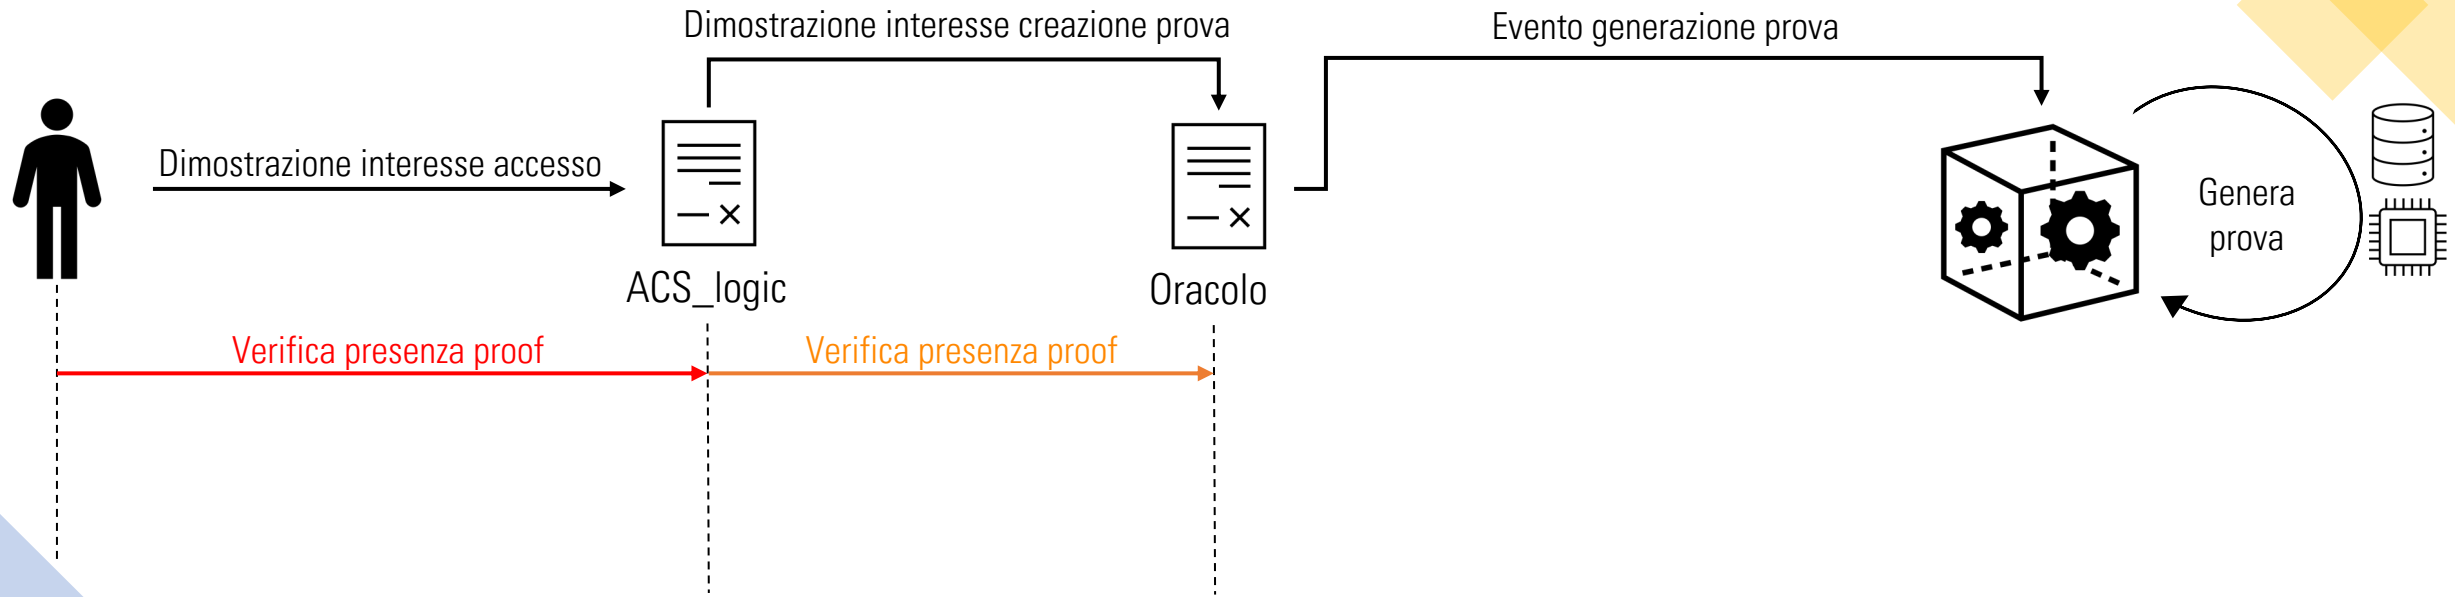 Dimostrazione interesse creazione prova
Evento generazione prova
Dimostrazione interesse accesso
Genera
prova
ACS_logic
Oracolo
Verifica presenza proof
Verifica presenza proof